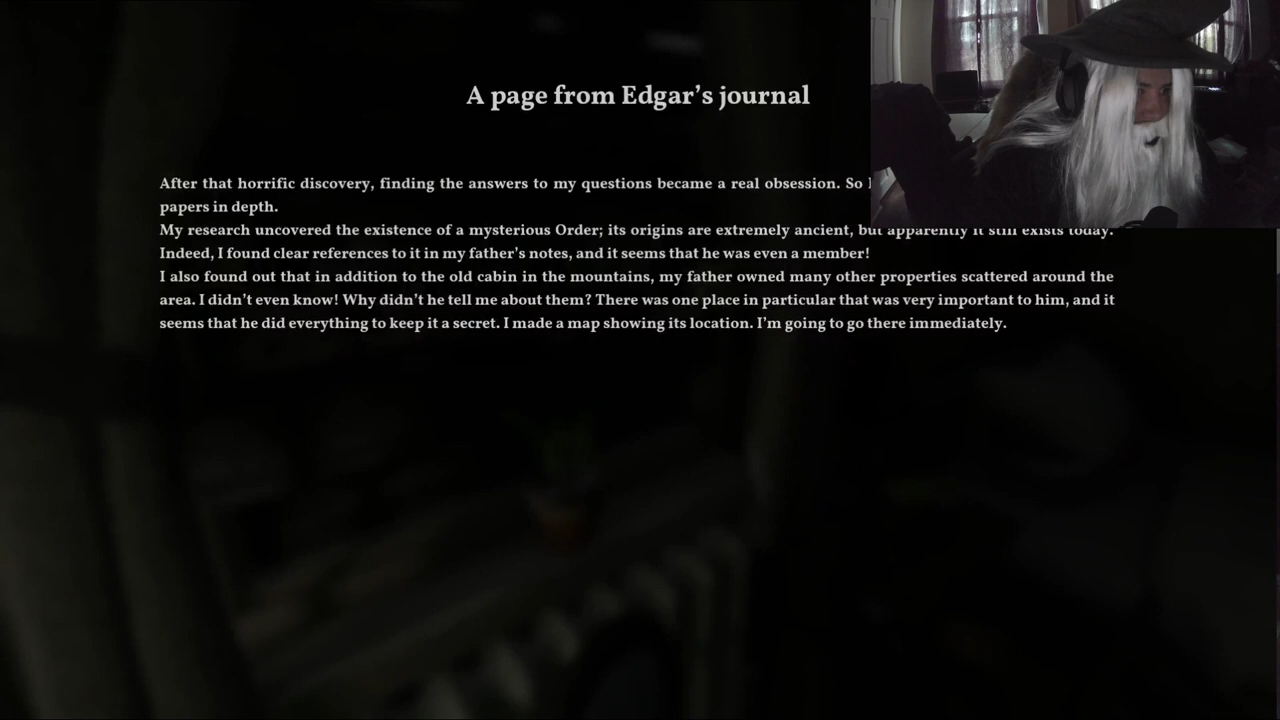 A page from Edgar's journal
After that horrific discovery, finding the answers to my questions became a real obsession. So
papers in depth.
My research uncovered the existence of a mysterious Order; its origins are extremely ancient, but apparently it still exists today.
Indeed, I found clear references to it in my father's notes, and it seems that he was even a member!
I also found out that in addition to the old cabin in the mountains, my father owned many other properties scattered around the
area. I didn't even know! Why didn't he tell me about them? There was one place in particular that was very important to him, and it
seems that he did everything to keep it a secret. I made a map showing its location. I'm going to go there immediately.